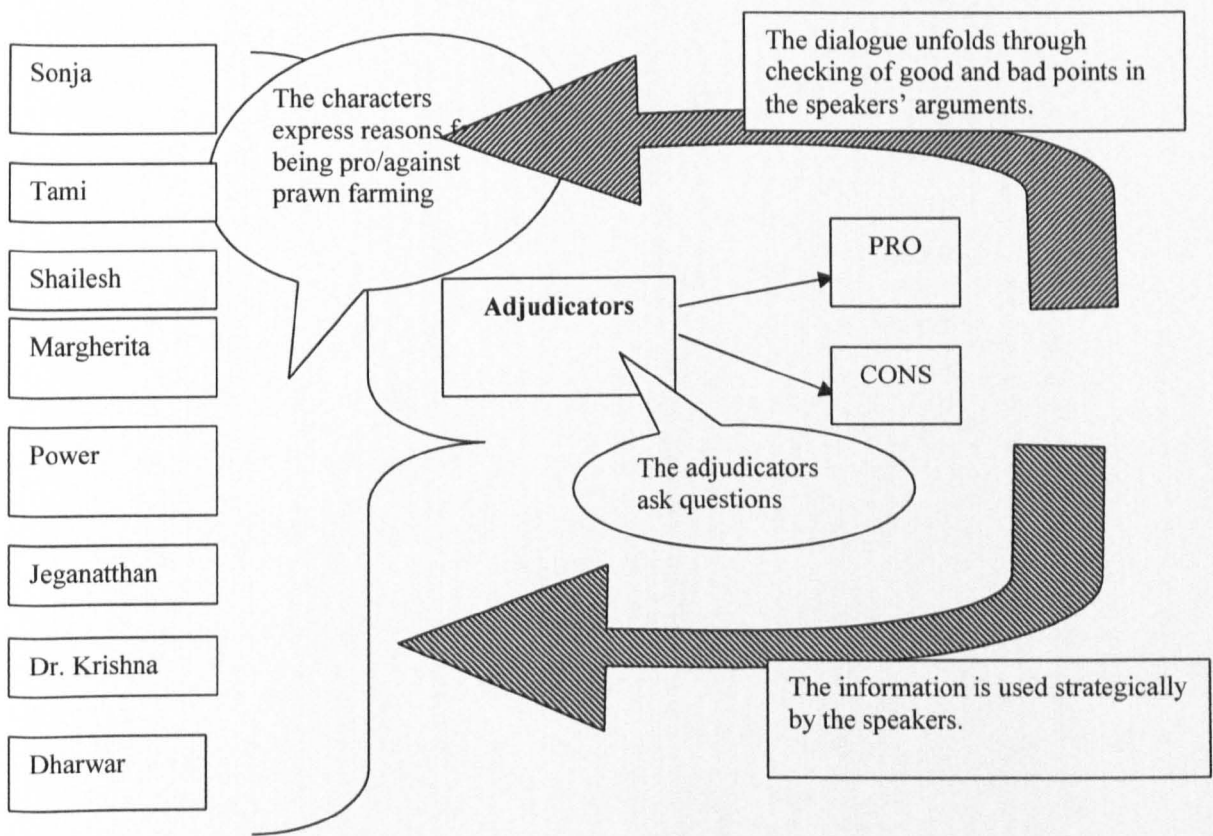 Sonja
Tami
Shailesh
Margherita
Power
Jeganatthan
Dr. Krishna
Dharwar
The characters
express reasons f
being pro/against
prawn farming
The dialogue unfolds through
checking of good and bad points in
the speakers' arguments.
Adjudicators
PRO
CONS
The adjudicators
ask questions
The information is used strategically
by the speakers.